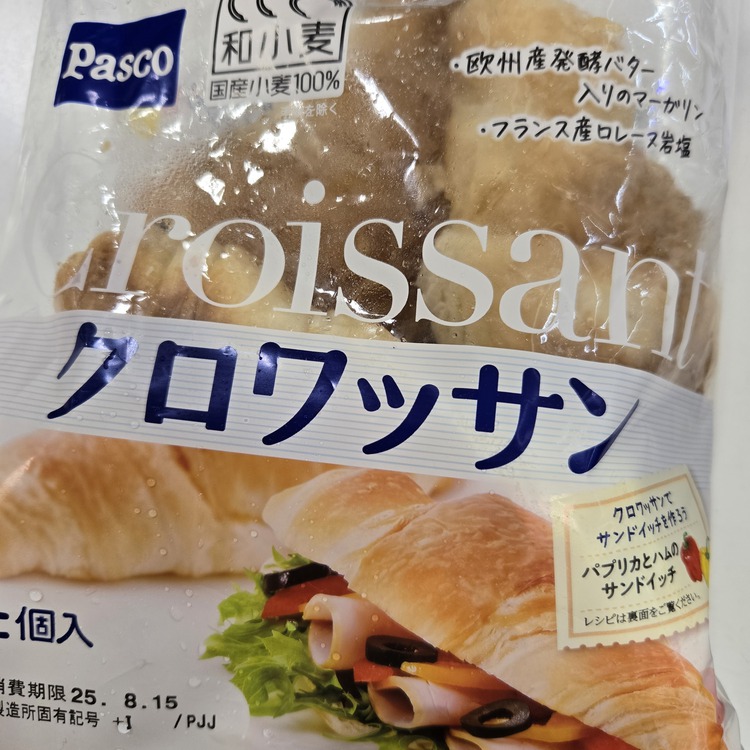 Pasco
和小麦
国産小麦100%
を除く
・欧州産発酵バター
入りのマーガリン
・フランス産ロレーヌ岩塩
Croissant
クロワッサン
クロワッサンで
サンドイッチを作ろう
パプリカとハムの
サンドイッチ
レシピは裏面をご覧ください。
個入
消費期限 25. 8.15
製造所固有記号 +I /PJJ